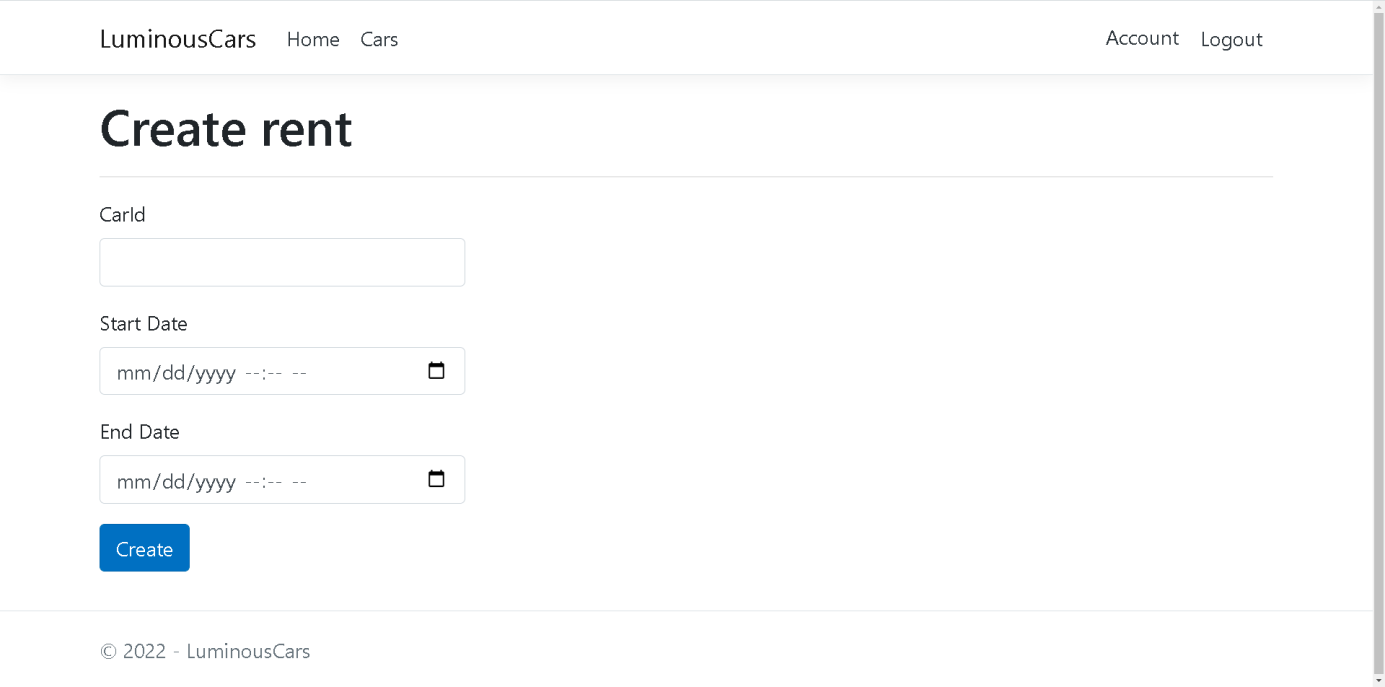 LuminousCars Home Cars Account Logout
Create rent
CarId
Start Date
mm/dd/yyyy --:-- --
End Date
mm/dd/yyyy --:-- --
Create
© 2022 - LuminousCars